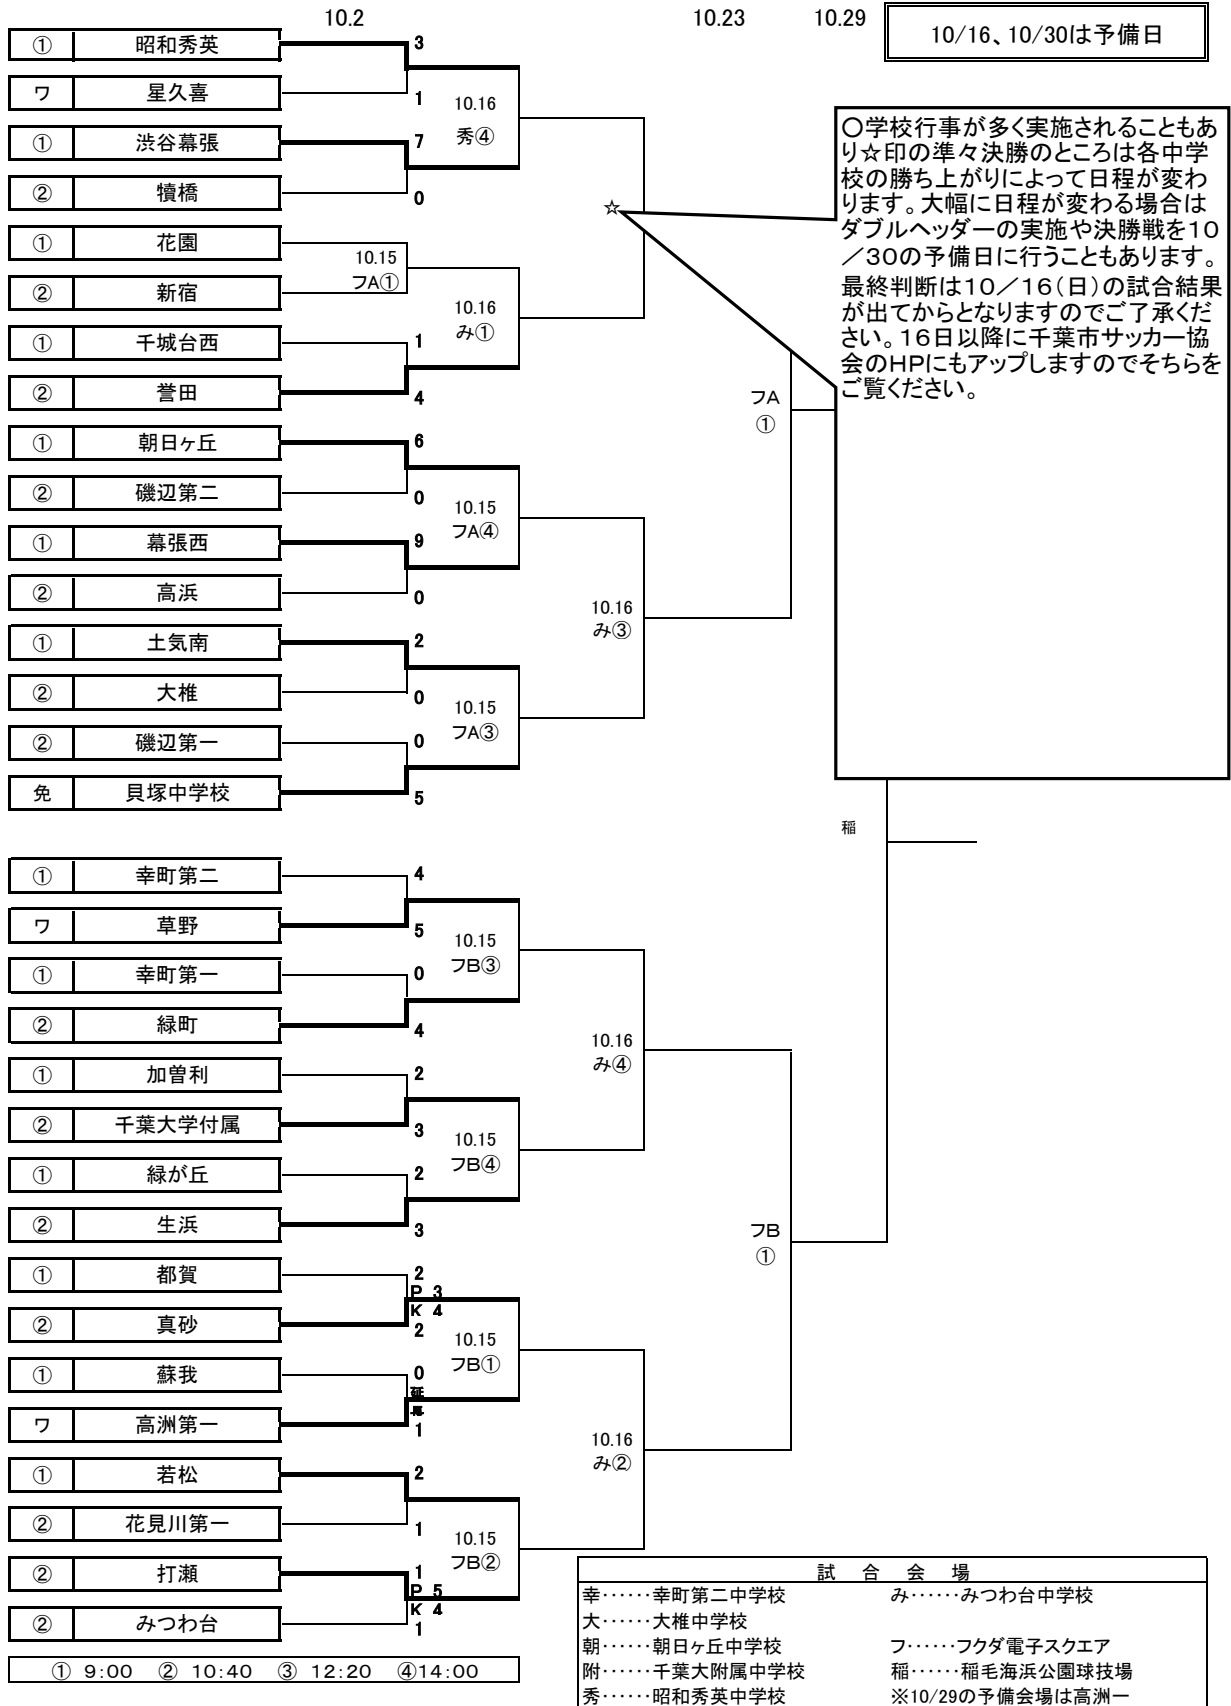 10.2 10.23 10.29
10/16、10/30は予備日
① 昭和秀英 3
ワ 星久喜 1
10.16
秀④
① 渋谷幕張 7
② 犢橋 0
☆
① 花園
10.15
フA①
② 新宿
10.16
み①
① 千城台西 1
② 誉田 4
フA
①
① 朝日ヶ丘 6
② 磯辺第二 0
10.15
フA④
① 幕張西 9
② 高浜 0
10.16
み③
① 土気南 2
② 大椎 0
10.15
フA③
② 磯辺第一 0
免 貝塚中学校 5
〇学校行事が多く実施されることもあ
り☆印の準々決勝のところは各中学
校の勝ち上がりによって日程が変わ
ります。大幅に日程が変わる場合は
ダブルヘッダーの実施や決勝戦を10
/30の予備日に行うこともあります。
最終判断は10/16(日)の試合結果
が出てからとなりますのでご了承くだ
さい。16日以降に千葉市サッカー協
会のHPにもアップしますのでそちらを
ご覧ください。
稲
① 幸町第二 4
ワ 草野 5
10.15
フB③
① 幸町第一 0
② 緑町 4
10.16
み④
① 加曽利 2
② 千葉大学付属 3
10.15
フB④
① 緑が丘 2
② 生浜 3
フB
①
① 都賀 2
P 3
K 4
② 真砂 2
10.15
フB①
① 蘇我 0
ワ 高洲第一 1
10.16
み②
① 若松 2
② 花見川第一 1
10.15
フB②
② 打瀬 1
P 5
K 4
② みつわ台 1
① 9:00 ② 10:40 ③ 12:20 ④14:00
試 合 会 場
幸……幸町第二中学校 み……みつわ台中学校
大……大椎中学校
朝……朝日ヶ丘中学校 フ……フクダ電子スクエア
附……千葉大附属中学校 稲……稲毛海浜公園球技場
秀……昭和秀英中学校 ※10/29の予備会場は高洲一